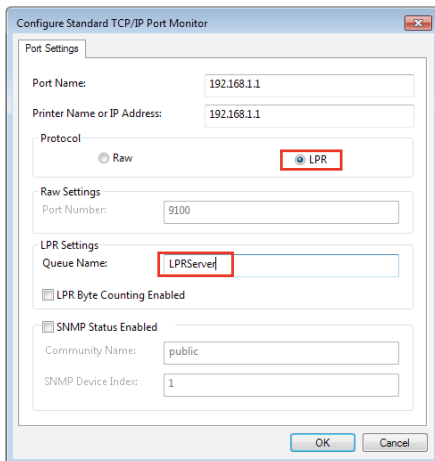 Configure Standard TCP/IP Port Monitor
Port Settings
Port Name: 192.168.1.1
Printer Name or IP Address: 192.168.1.1
Protocol
Raw LPR
Raw Settings
Port Number: 9100
LPR Settings
Queue Name: LPRServer
LPR Byte Counting Enabled
SNMP Status Enabled
Community Name: public
SNMP Device Index: 1
OK Cancel